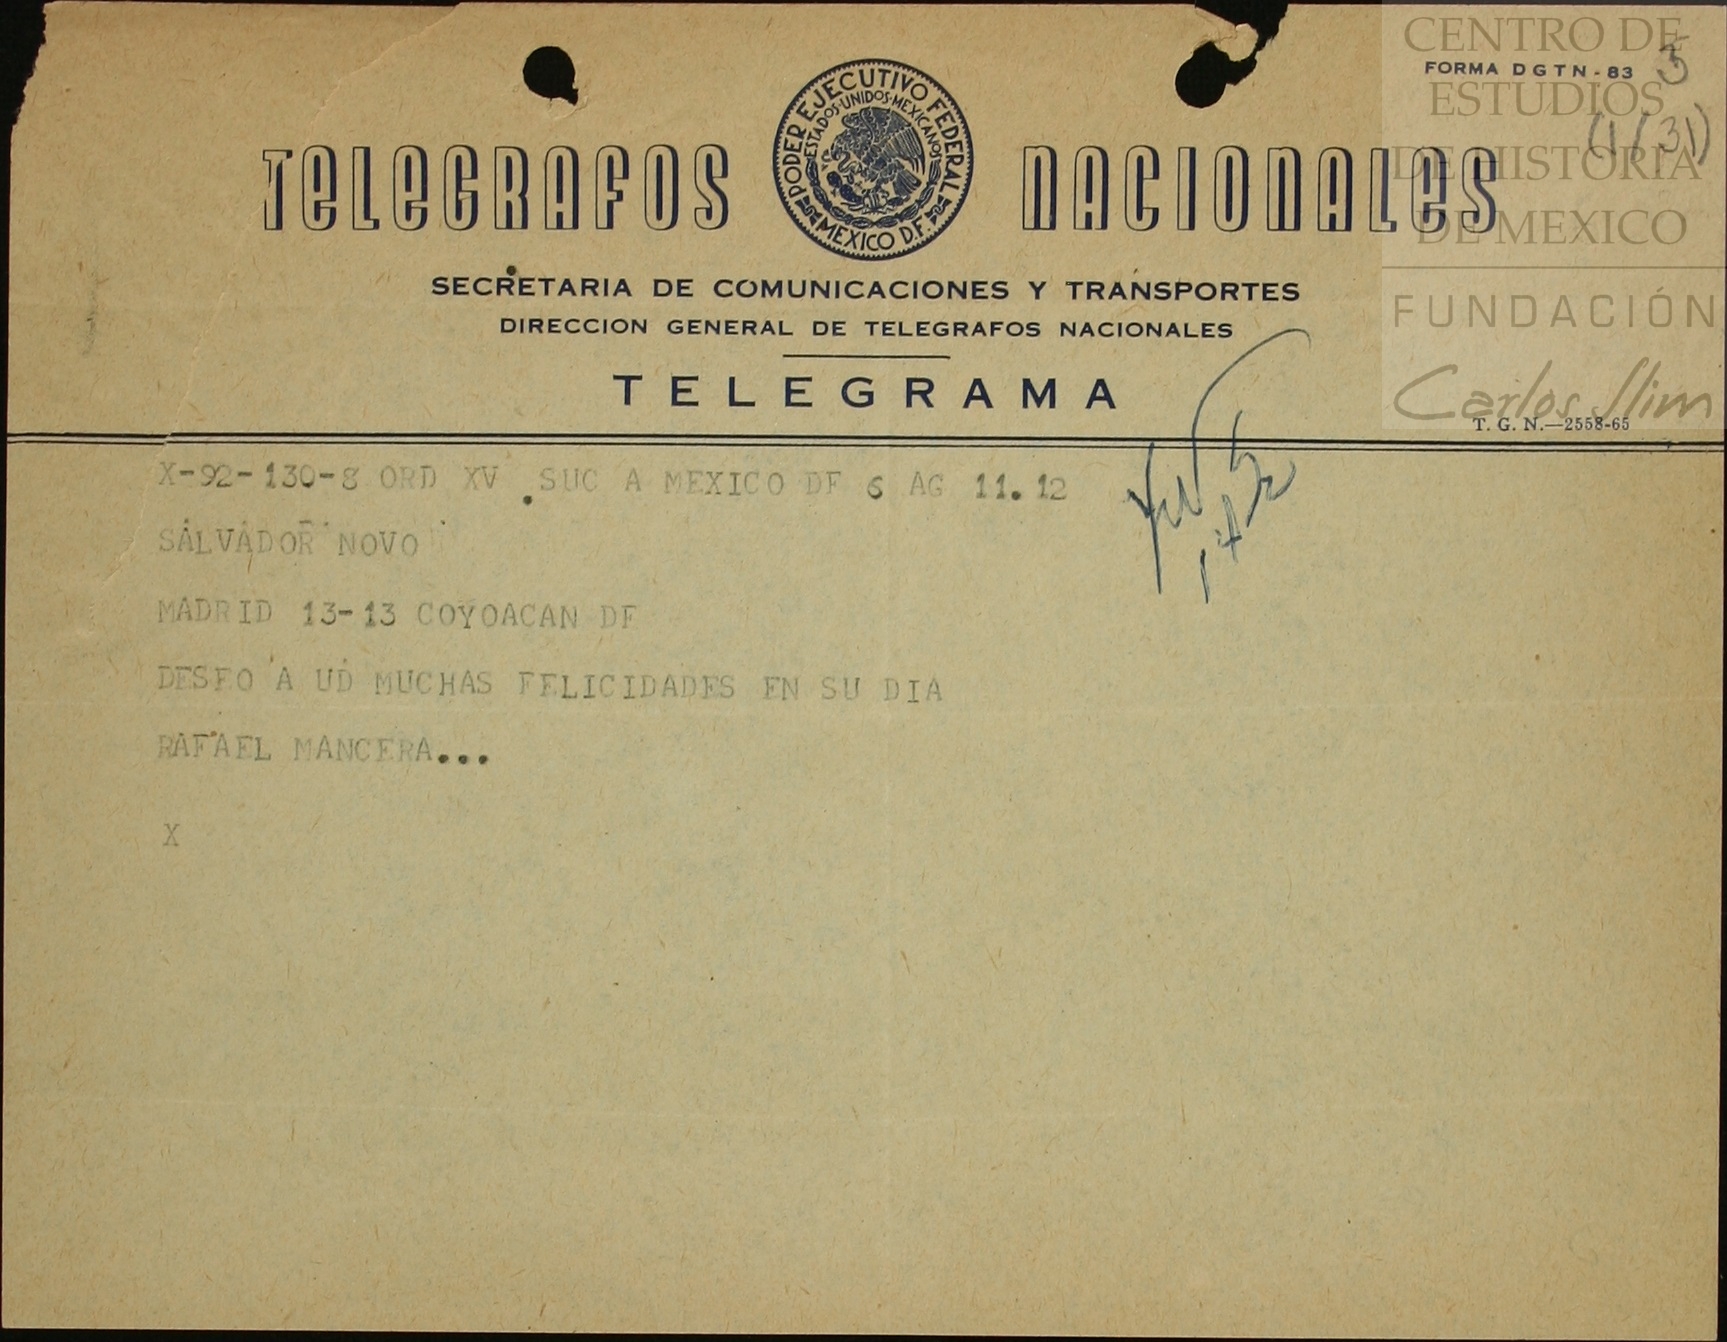 CENTRO DE
FORMA DGTN-83 3
ESTUDIOS
(1/31)
DE HISTORIA
DE MEXICO
FUNDACIÓN
Carlos Slim
TELEGRAFOS NACIONALES
PODER EJECUTIVO FEDERAL
ESTADOS·UNIDOS·MEXICANOS
MEXICO D.F.
SECRETARIA DE COMUNICACIONES Y TRANSPORTES
DIRECCION GENERAL DE TELEGRAFOS NACIONALES
TELEGRAMA
T. G. N.—2558-65
X-92-130-8 ORD XV .SUC A MEXICO DF 6 AG 11.12
SALVADOR NOVO
MADRID 13-13 COYOACAN DF
DESEO A UD MUCHAS FELICIDADES EN SU DIA
RAFAEL MANCERA...
X